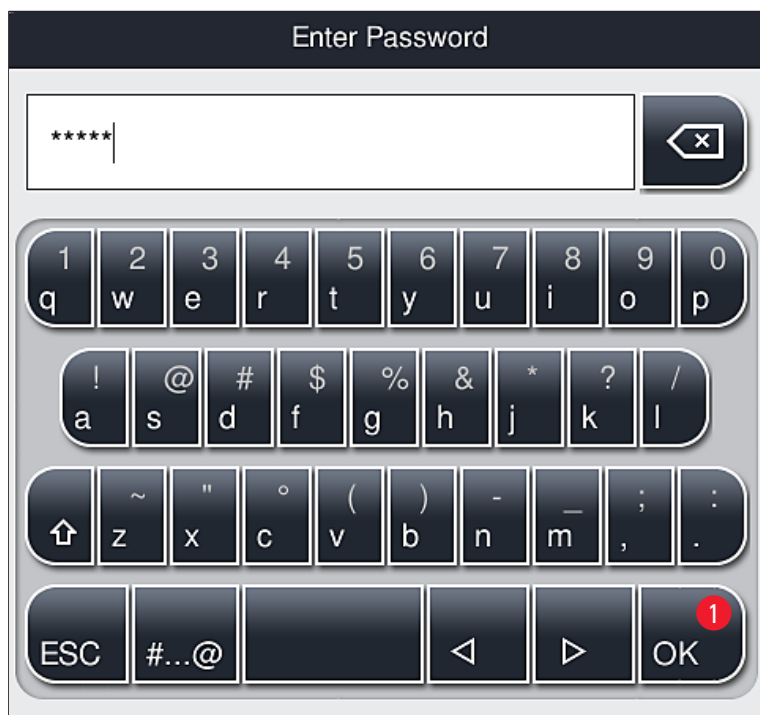 Enter Password
*****
1 2 3 4 5 6 7 8 9 0
q w e r t y u i o p
! @ # $ % & * ? /
a s d f g h j k l
~ " ° ( ) - _ ; :
z x c v b n m , .
1
ESC #...@ OK